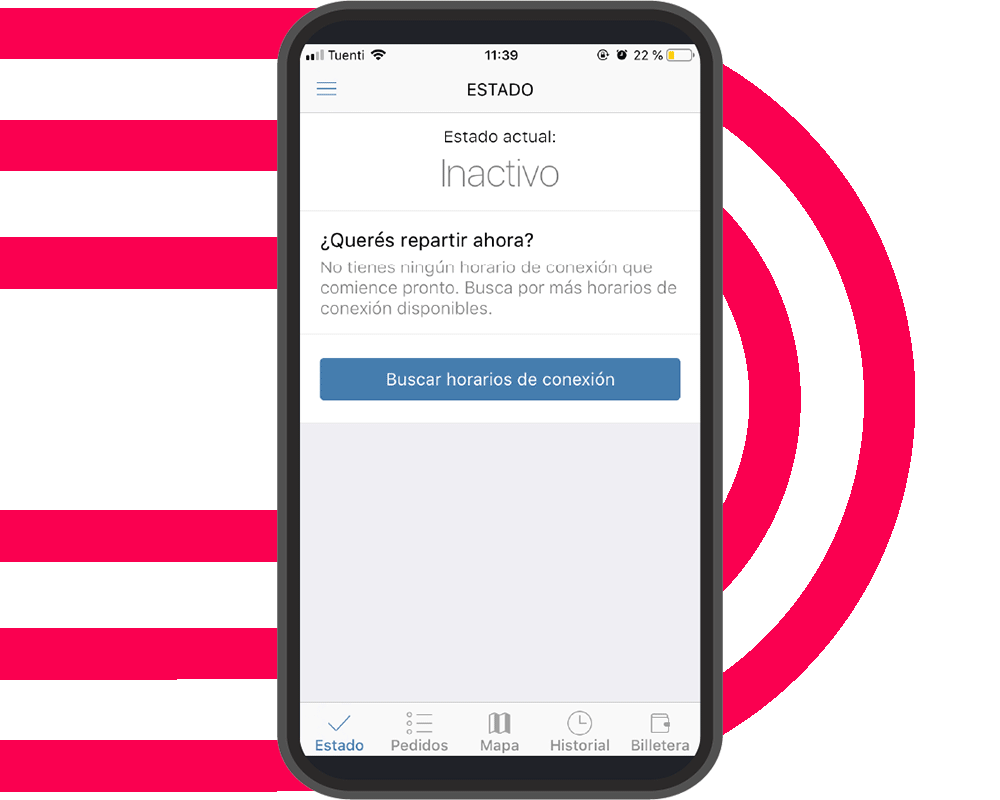 Tuenti 11:39 22 %
ESTADO
Estado actual:
Inactivo
¿Querés repartir ahora?
No tienes ningún horario de conexión que
comience pronto. Busca por más horarios de
conexión disponibles.
Buscar horarios de conexión
Estado Pedidos Mapa Historial Billetera